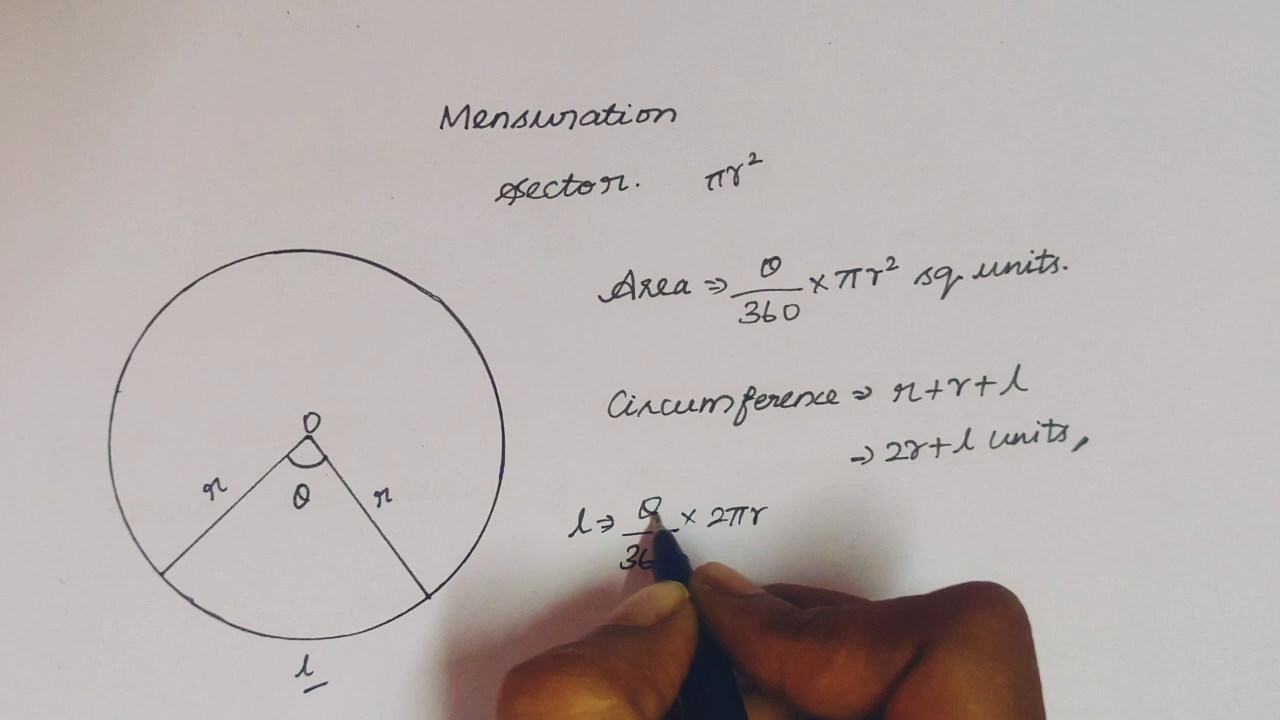 Mensuration
Sector. πr²
Area ⇒ θ/360 × πr² sq. units.
Circumference ⇒ r+r+l
⇒ 2r+l units,
l ⇒ θ/36 × 2πr
O
r θ r
l